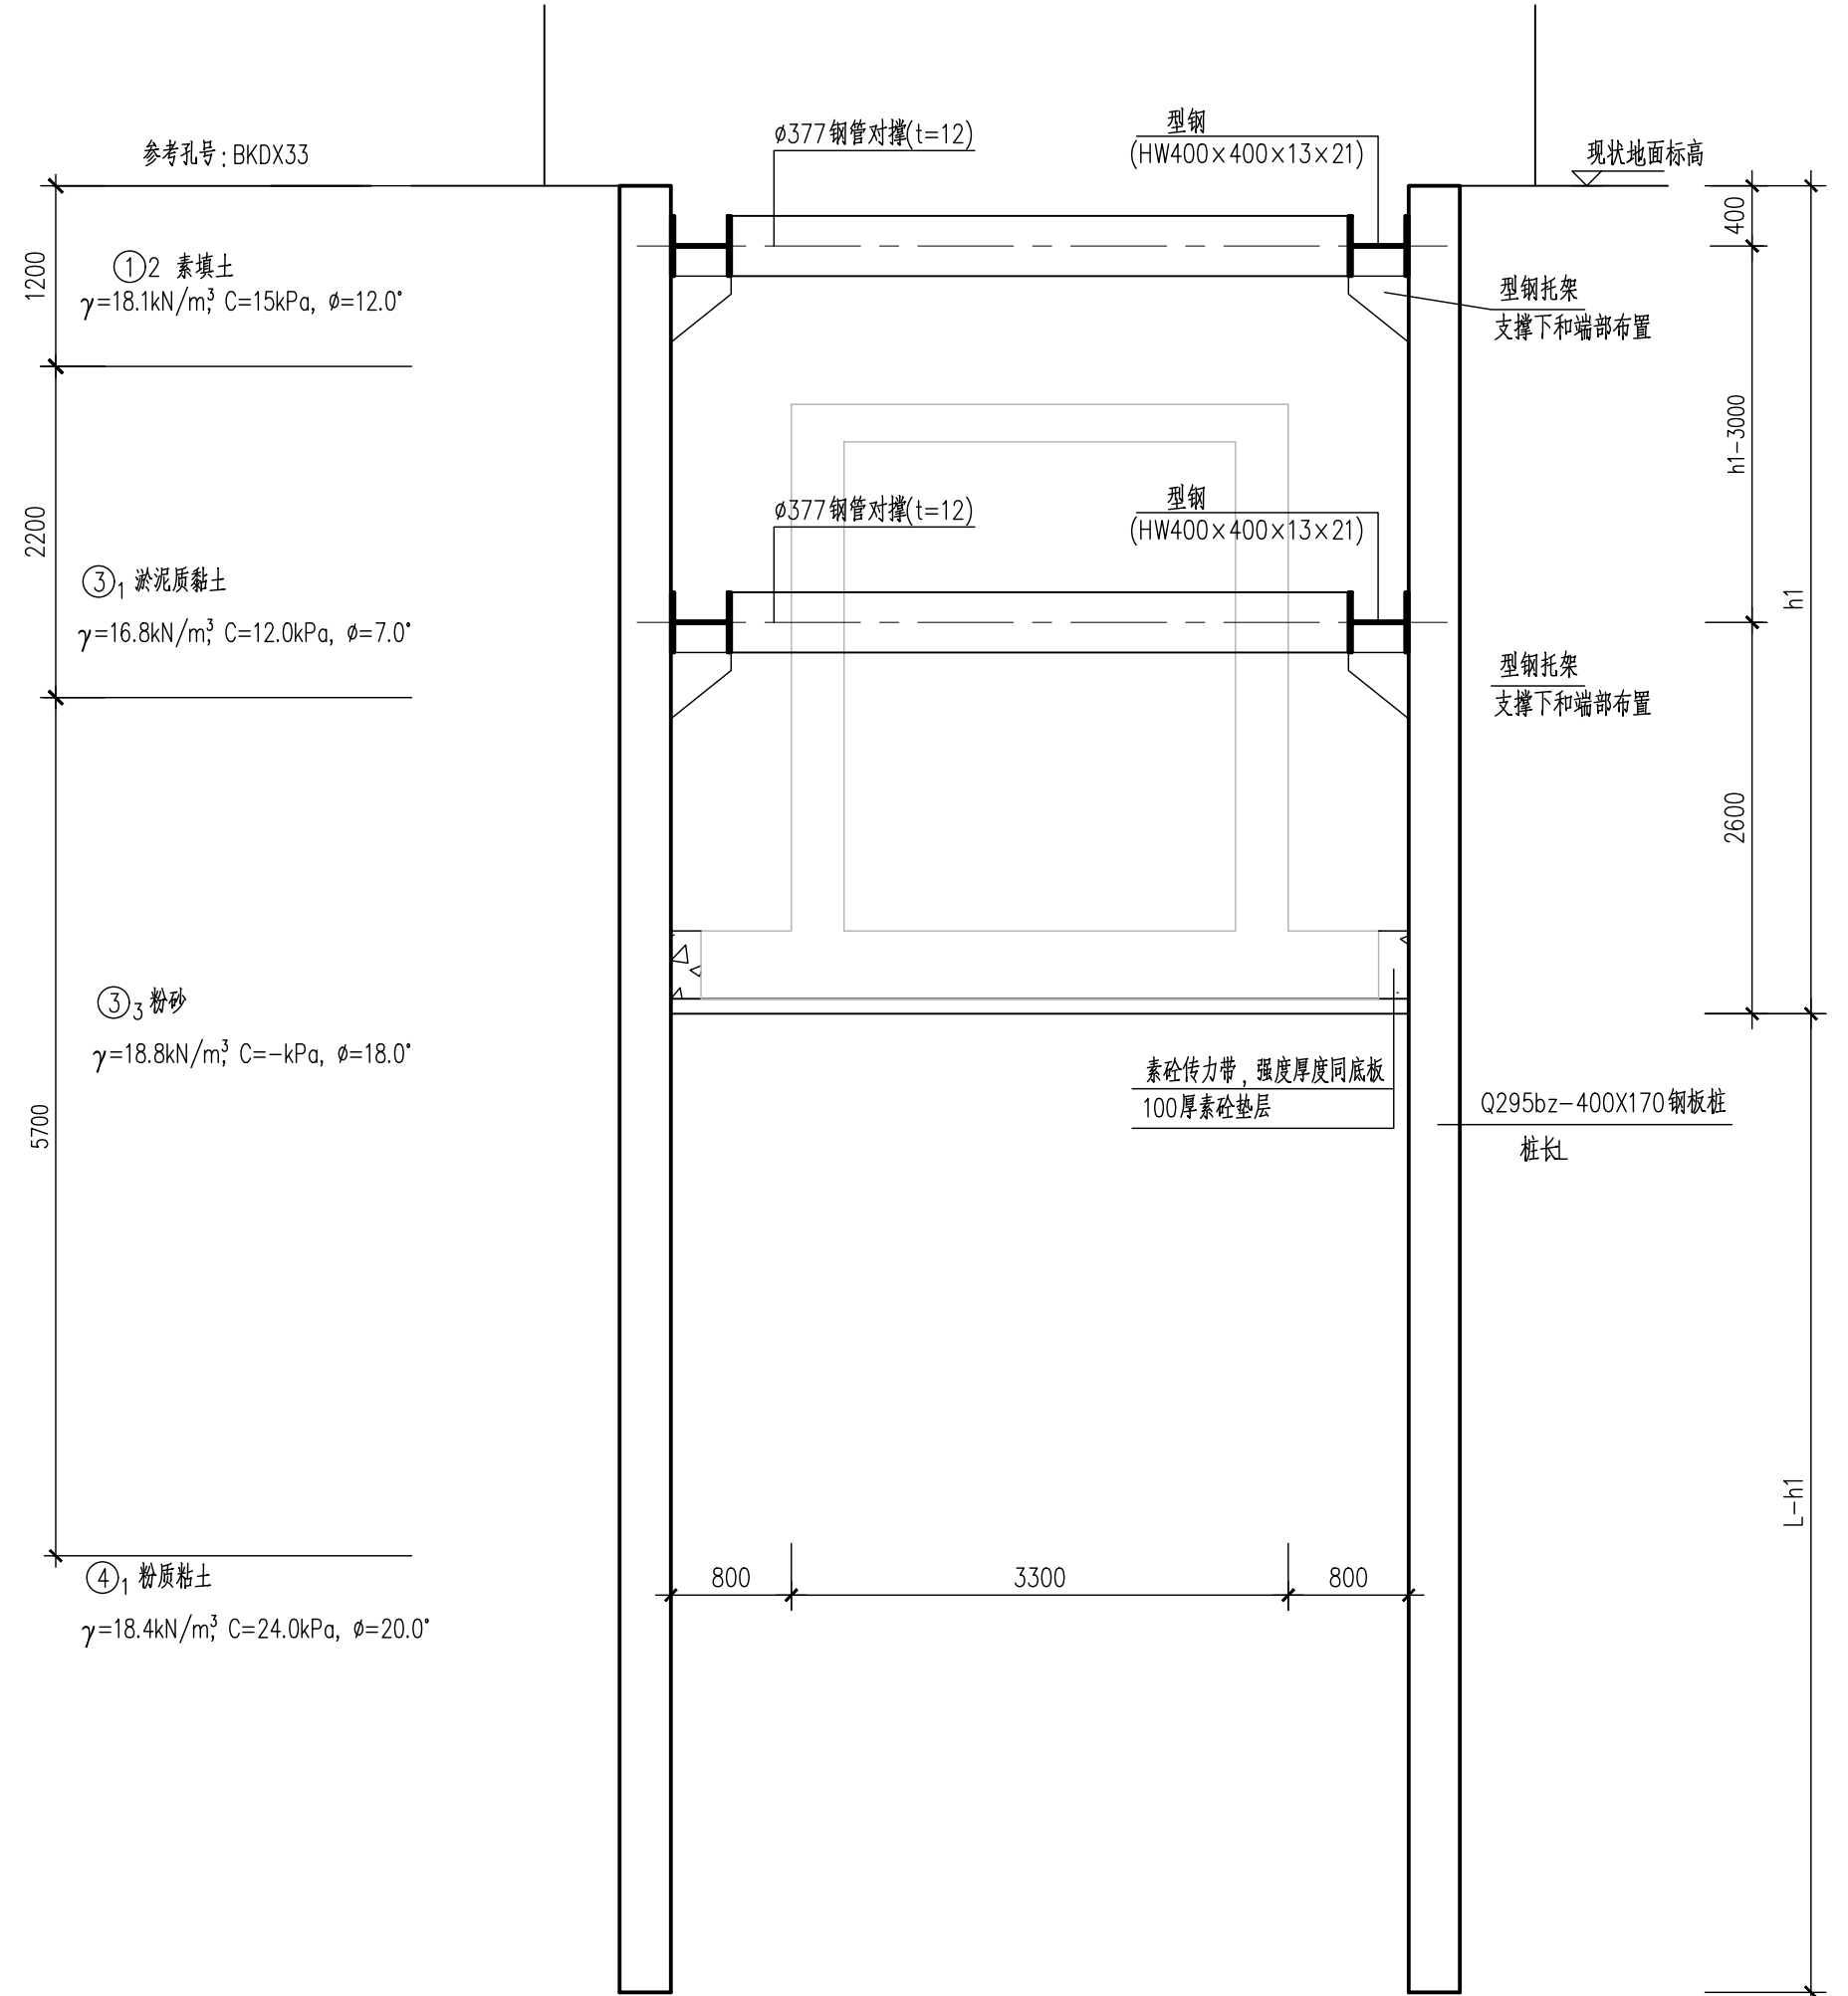 参考孔号:BKDX33
ø377钢管对撑(t=12)
型钢
(HW400×400×13×21)
现状地面标高
400
1200
①2 素填土
γ=18.1kN/m³, C=15kPa, ø=12.0°
型钢托架
支撑下和端部布置
h1-3000
ø377钢管对撑(t=12)
型钢
(HW400×400×13×21)
2200
③1 淤泥质黏土
γ=16.8kN/m³, C=12.0kPa, ø=7.0°
h1
型钢托架
支撑下和端部布置
2600
③3 粉砂
γ=18.8kN/m³, C=-kPa, ø=18.0°
素砼传力带,强度厚度同底板
100厚素砼垫层
Q295bz-400X170钢板桩
桩长L
5700
L-h1
④1 粉质粘土
γ=18.4kN/m³, C=24.0kPa, ø=20.0°
800
3300
800